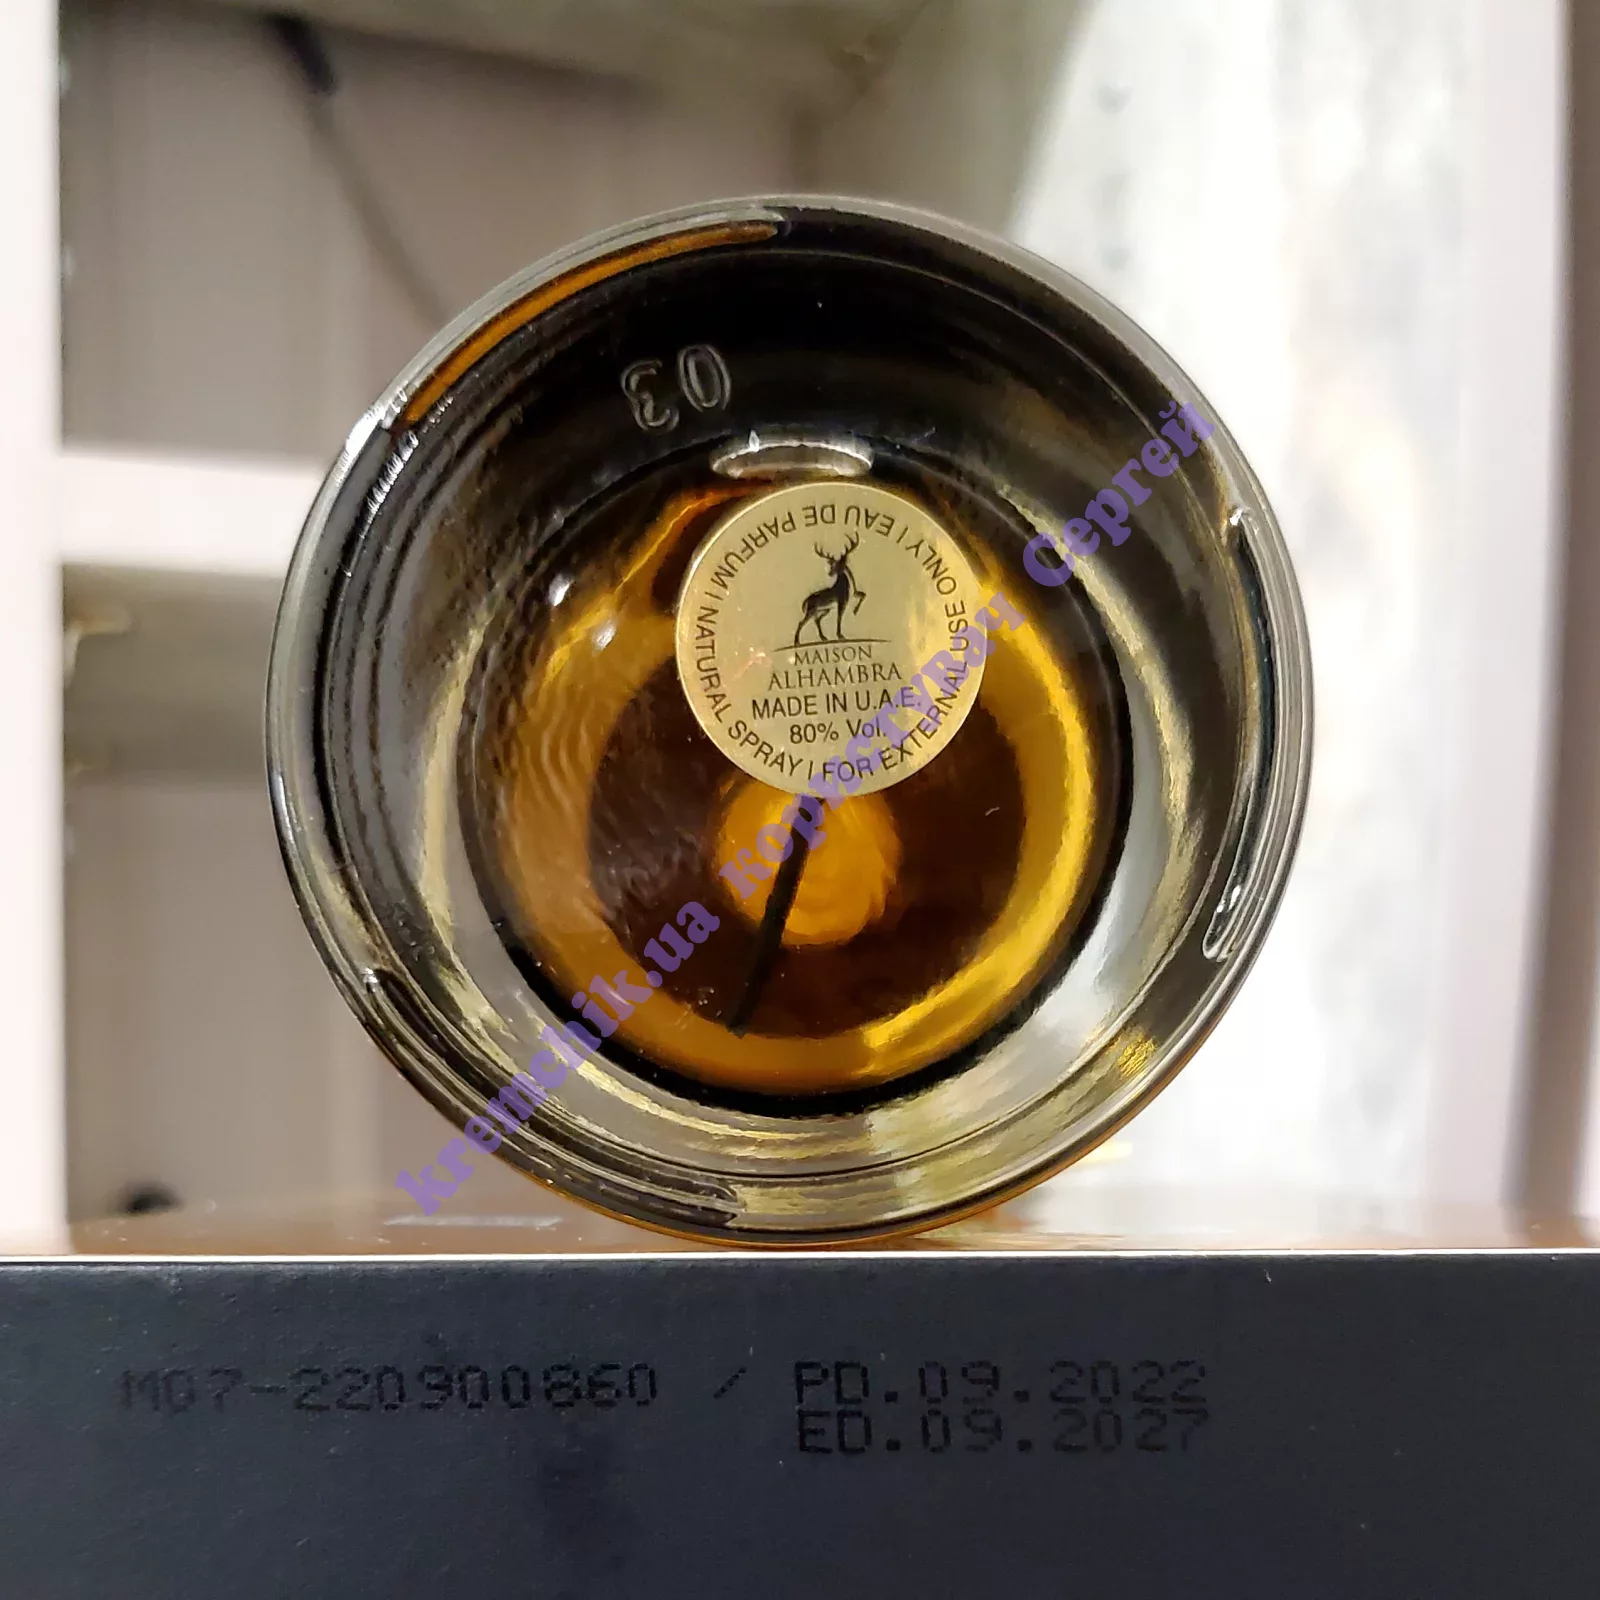 03
EAU DE PARFUM | NATURAL SPRAY | FOR EXTERNAL USE ONLY |
MAISON
ALHAMBRA
MADE IN U.A.E.
80% Vol.
kremchik.ua користувач Сергей
M07-220900860 / PD.09.2022
ED.09.2027